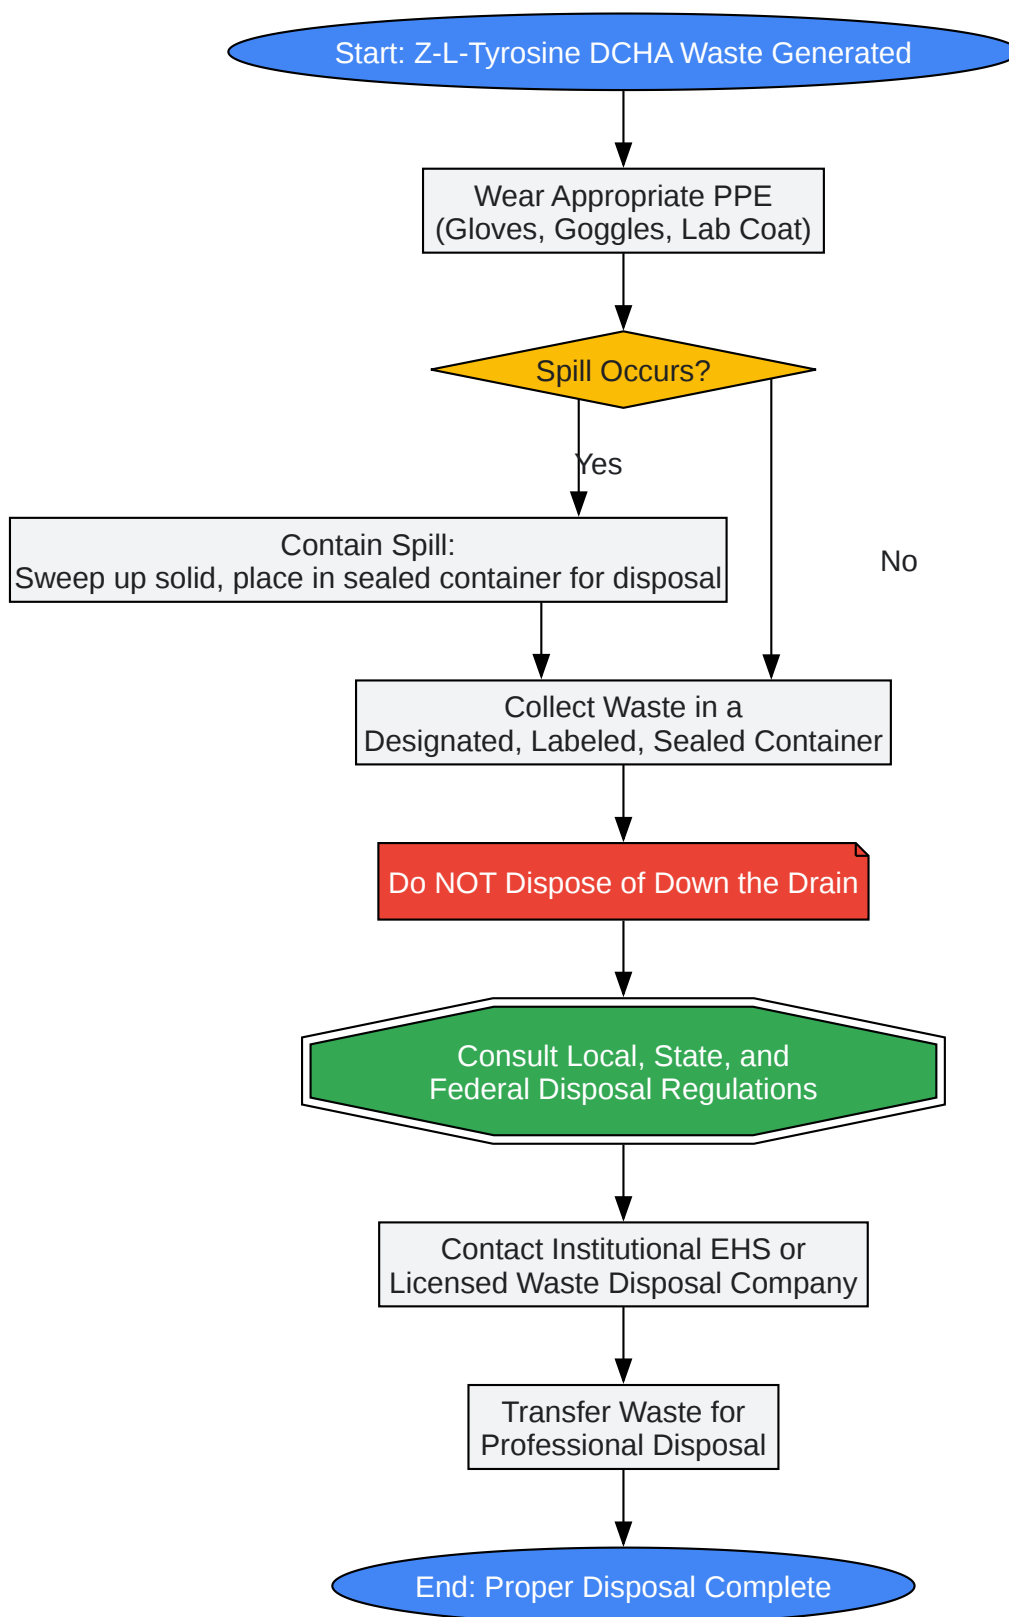 Start: Z-L-Tyrosine DCHA Waste Generated
Wear Appropriate PPE
(Gloves, Goggles, Lab Coat)
Spill Occurs?
Yes
Contain Spill:
Sweep up solid, place in sealed container for disposal
No
Collect Waste in a
Designated, Labeled, Sealed Container
Do NOT Dispose of Down the Drain
Consult Local, State, and
Federal Disposal Regulations
Contact Institutional EHS or
Licensed Waste Disposal Company
Transfer Waste for
Professional Disposal
End: Proper Disposal Complete